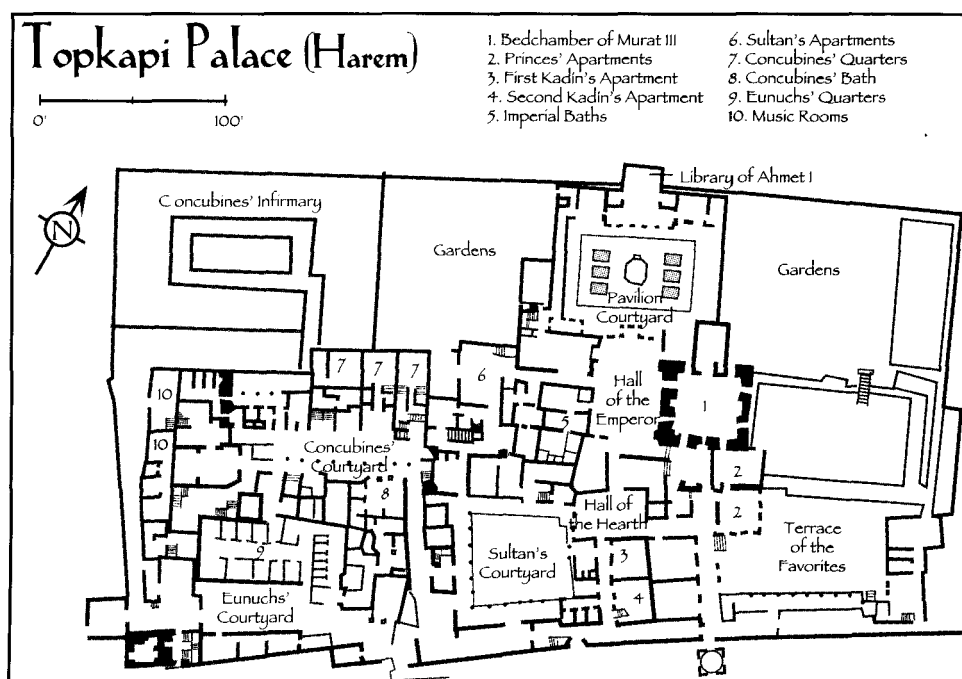 Topkapi Palace (Harem)
0'
100'
1. Bedchamber of Murat III
2. Princes' Apartments
3. First Kadín's Apartment
4. Second Kadín's Apartment
5. Imperial Baths
6. Sultan's Apartments
7. Concubines' Quarters
8. Concubines' Bath
9. Eunuchs' Quarters
10. Music Rooms
N
Library of Ahmet I
Concubines' Infirmary
Gardens
Gardens
Pavilion
Courtyard
7
7
7
6
10
Hall
of the
Emperor
1
5
10
Concubines'
Courtyard
2
8
Hall of
the Hearth
2
Terrace
of the
Favorites
9
Sultan's
Courtyard
3
4
Eunuchs'
Courtyard